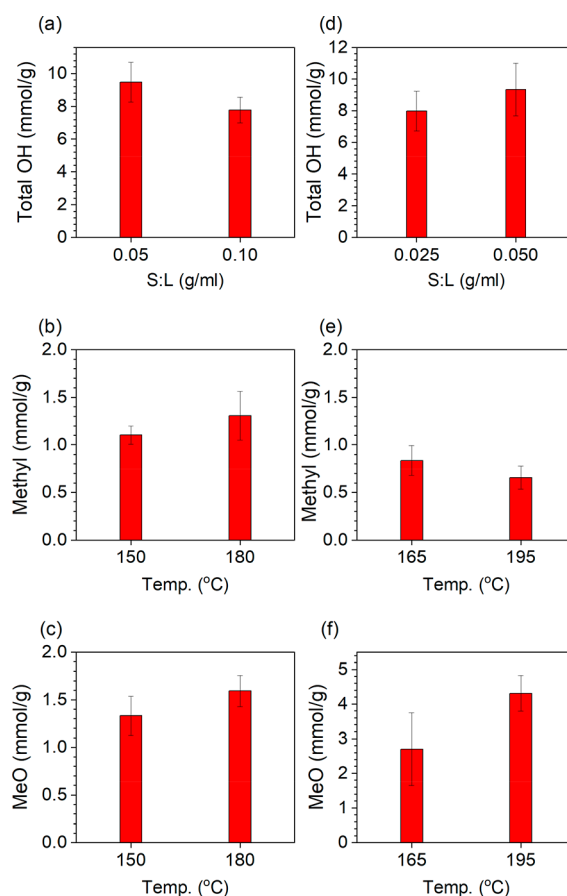 (a)
Total OH (mmol/g)
10
8
6
4
2
0
0.05 0.10
S:L (g/ml)
(d)
Total OH (mmol/g)
12
10
8
6
4
2
0
0.025 0.050
S:L (g/ml)
(b)
Methyl (mmol/g)
2.0
1.5
1.0
0.5
0.0
150 180
Temp. (°C)
(e)
Methyl (mmol/g)
2.0
1.5
1.0
0.5
0.0
165 195
Temp. (°C)
(c)
MeO (mmol/g)
2.0
1.5
1.0
0.5
0.0
150 180
Temp. (°C)
(f)
MeO (mmol/g)
5
4
3
2
1
0
165 195
Temp. (°C)